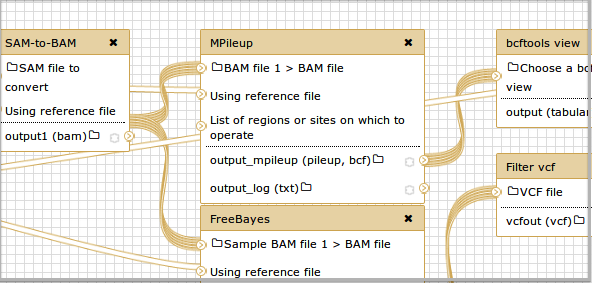 SAM-to-BAM
SAM file to
convert
Using reference file
output1 (bam)
MPileup
BAM file 1 > BAM file
Using reference file
List of regions or sites on which to
operate
output_mpileup (pileup, bcf)
output_log (txt)
FreeBayes
Sample BAM file 1 > BAM file
Using reference file
bcftools view
Choose a bc
view
output (tabular
Filter vcf
VCF file
vcfout (vcf)